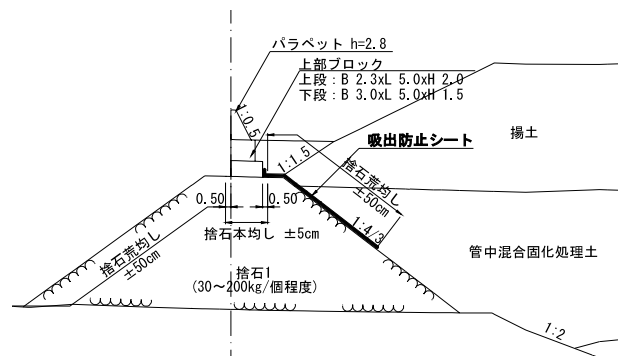 パラペット h=2.8
上部ブロック
上段：B 2.3xL 5.0xH 2.0
下段：B 3.0xL 5.0xH 1.5
1:0.5
吸出防止シート
揚土
1:1.5
捨石荒均し
±50cm
0.50
0.50
捨石本均し ±5cm
1:4/3
捨石荒均し
±50cm
管中混合固化処理土
捨石1
(30～200kg/個程度)
1:2